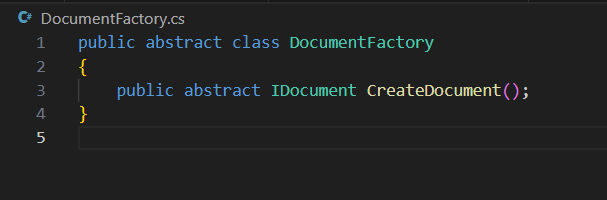 C# DocumentFactory.cs
1 public abstract class DocumentFactory
2 {
3 public abstract IDocument CreateDocument();
4 }
5